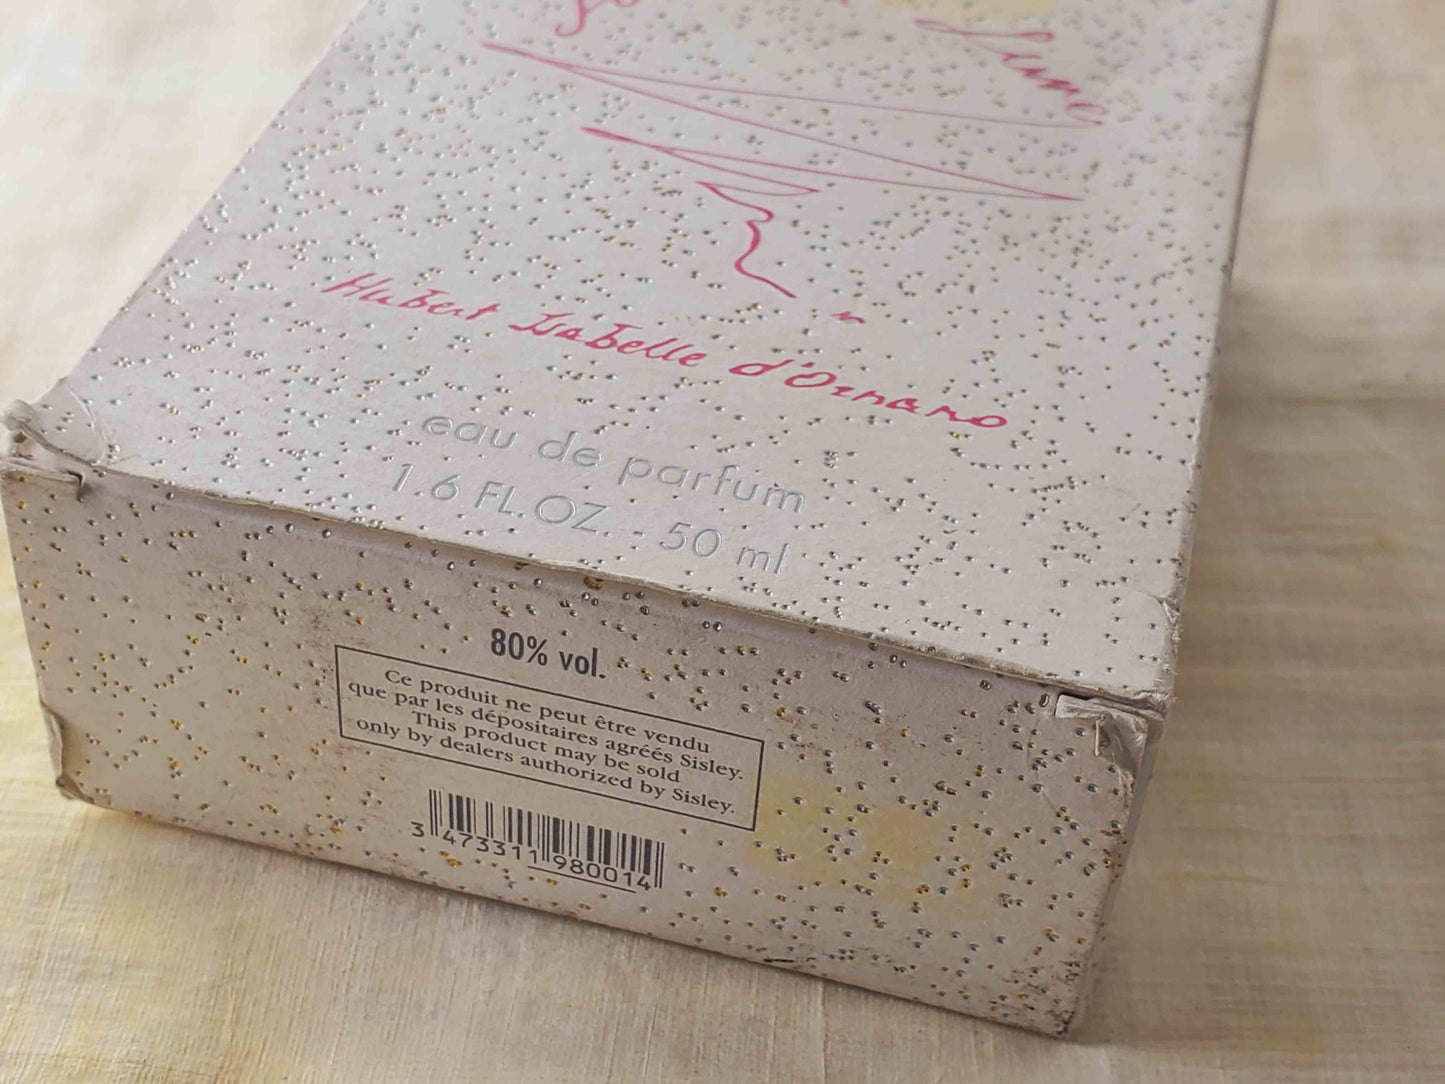 Hubert Isabelle d'Ornano
eau de parfum
1.6 FL.OZ. - 50 ml
80% vol.
Ce produit ne peut être vendu
que par les dépositaires agréés Sisley.
This product may be sold
only by dealers authorized by Sisley.
3 473311 980014